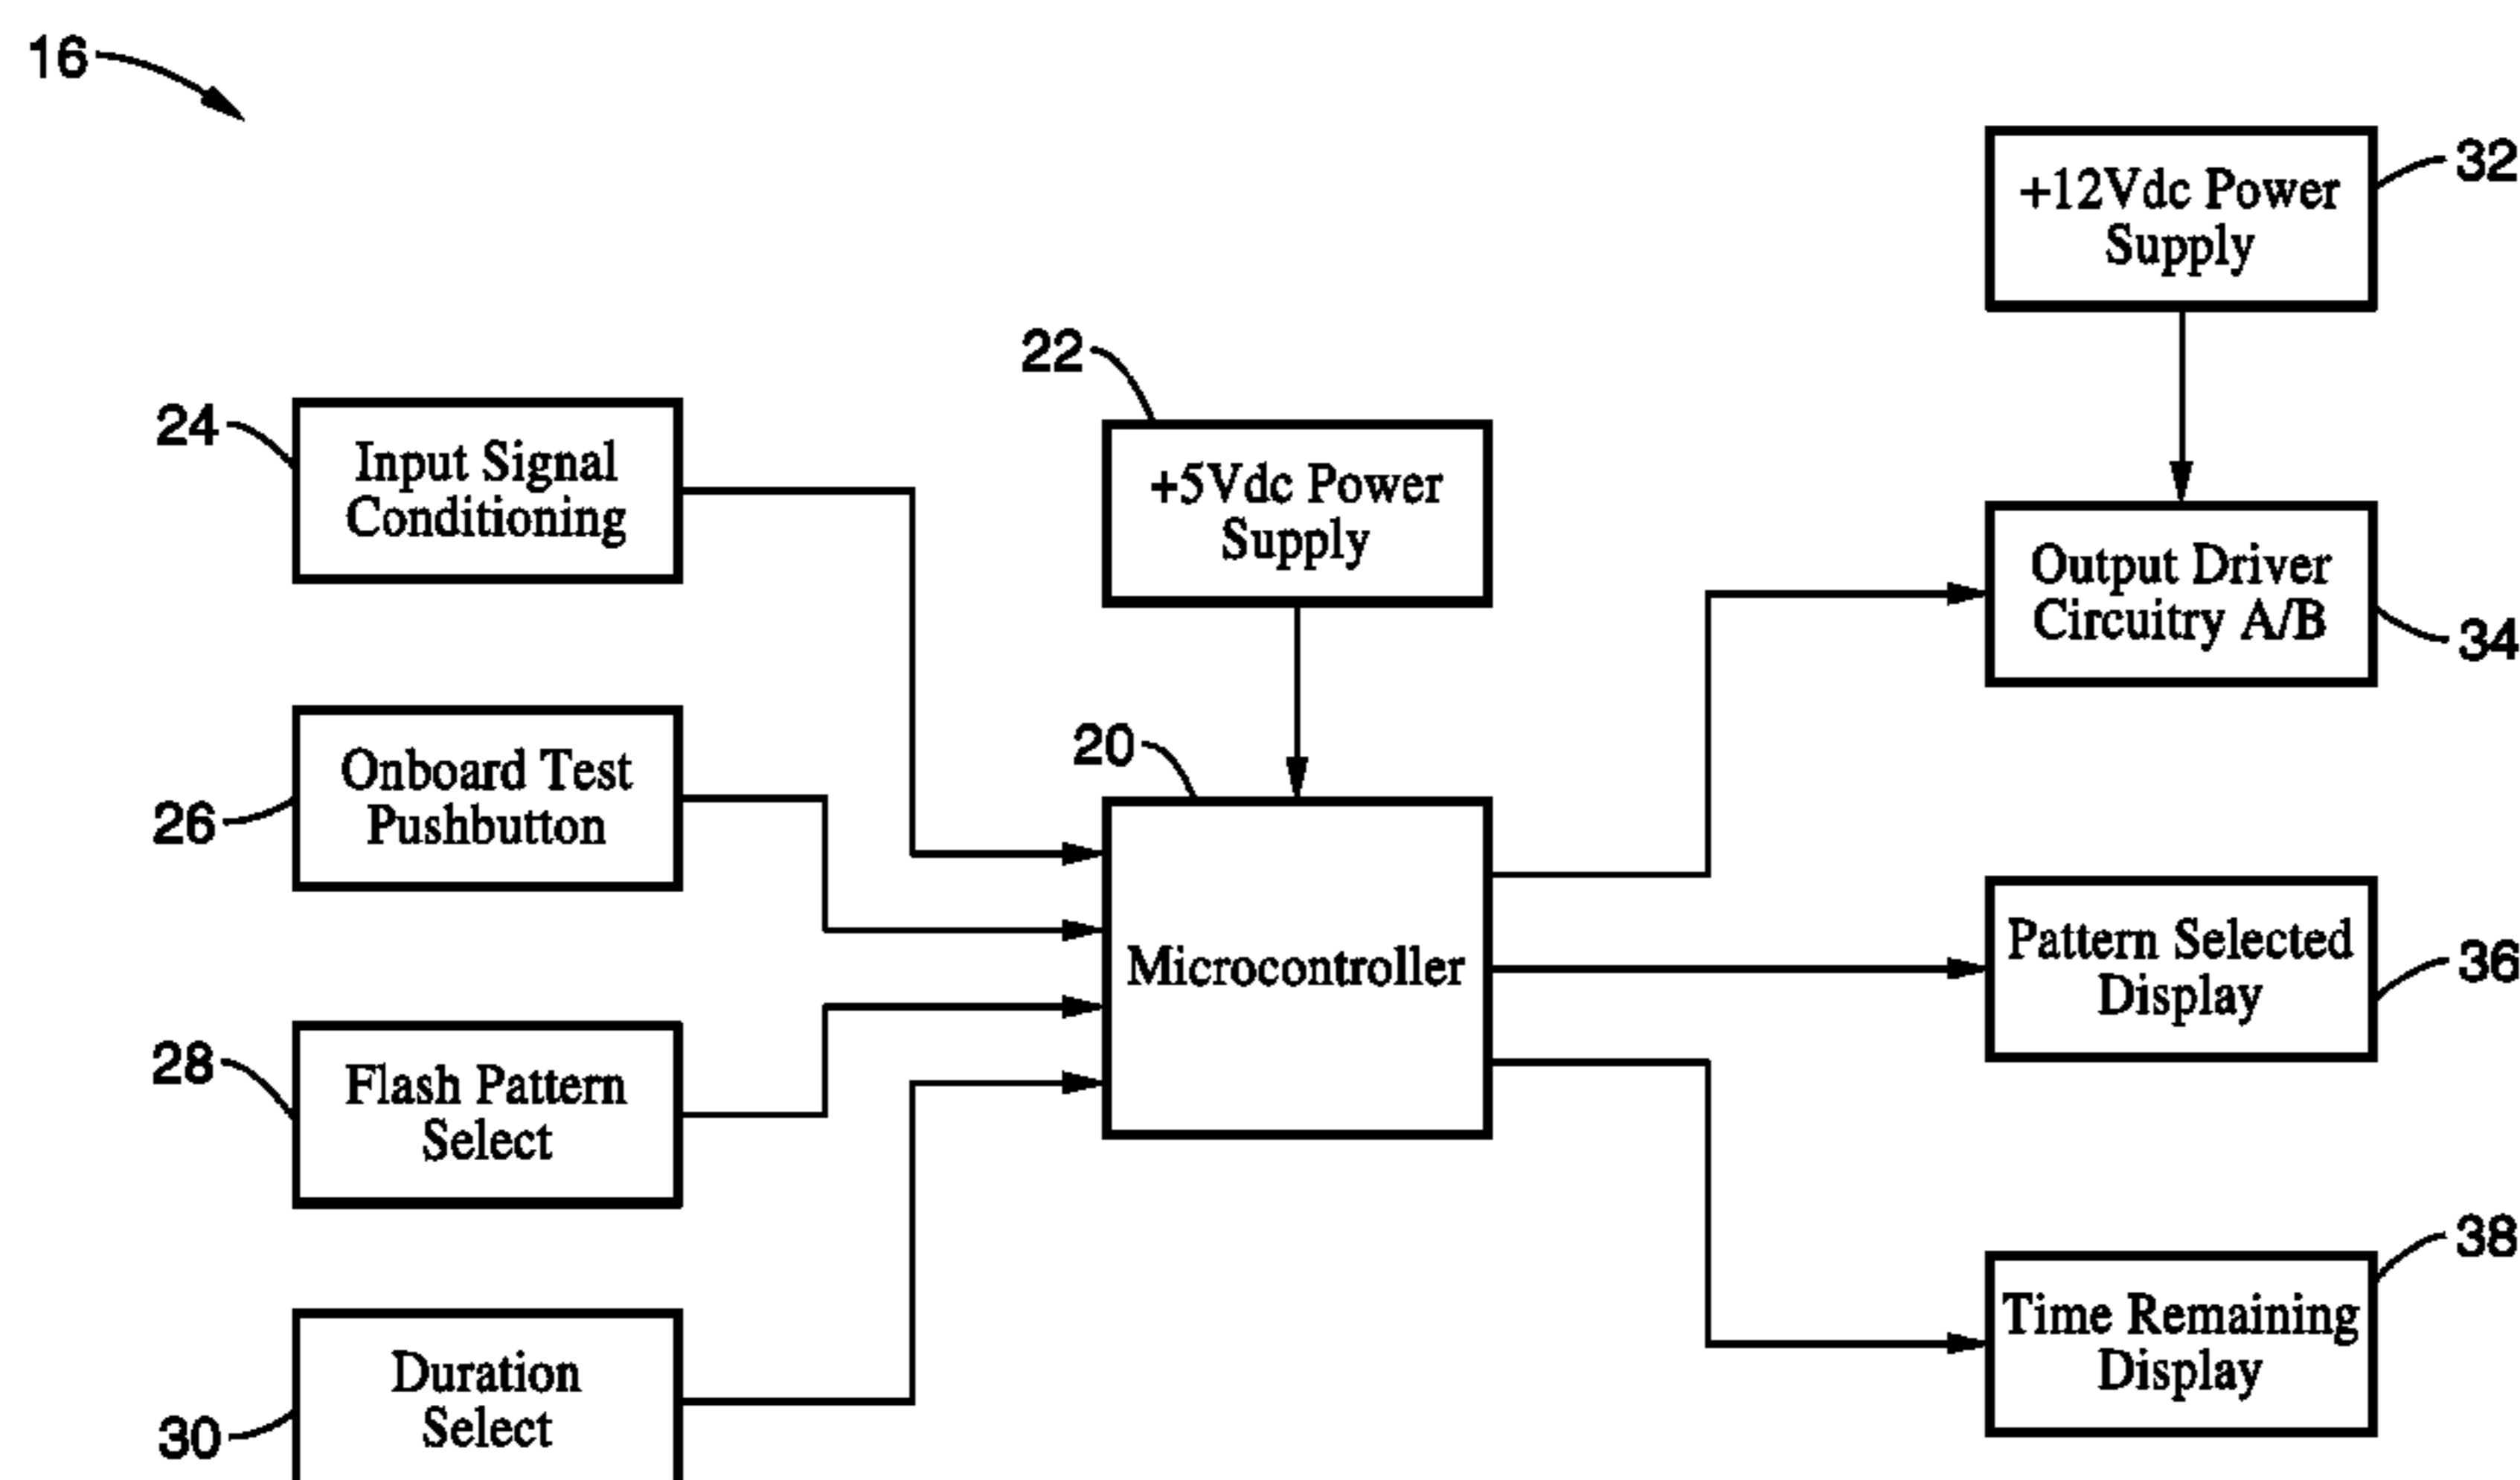 16
+12Vdc Power
Supply
32
22
24
Input Signal
Conditioning
+5Vdc Power
Supply
Output Driver
Circuitry A/B
34
26
Onboard Test
Pushbutton
20
Microcontroller
Pattern Selected
Display
36
28
Flash Pattern
Select
38
Time Remaining
Display
30
Duration
Select